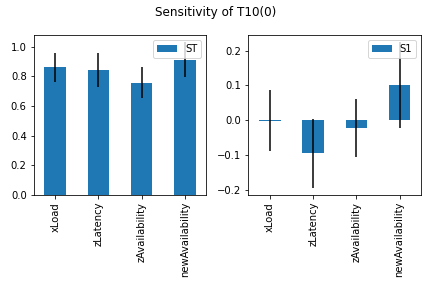 Sensitivity of T10(0)
ST
1.0
0.8
0.6
0.4
0.2
0.0
xLoad
zLatency
zAvailability
newAvailability
S1
0.2
0.1
0.0
−0.1
−0.2
xLoad
zLatency
zAvailability
newAvailability